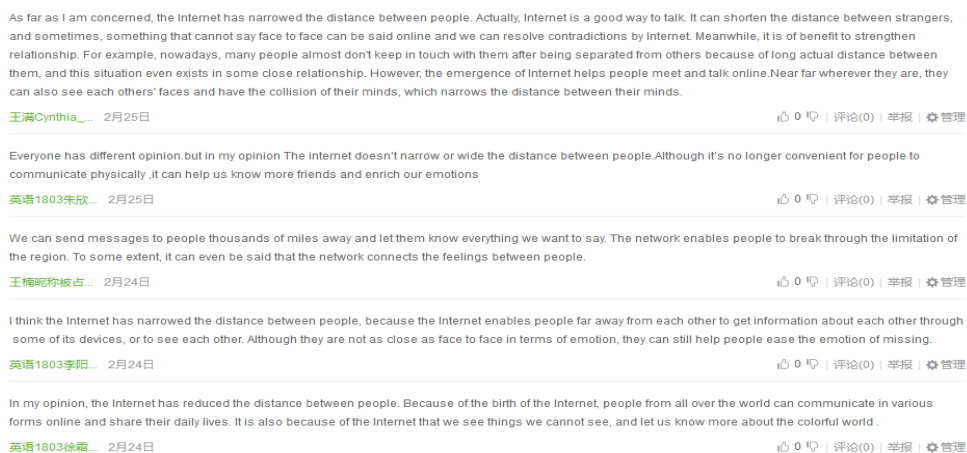 As far as I am concerned, the Internet has narrowed the distance between people. Actually, Internet is a good way to talk. It can shorten the distance between strangers,
and sometimes, something that cannot say face to face can be said online and we can resolve contradictions by Internet. Meanwhile, it is of benefit to strengthen
relationship. For example, nowadays, many people almost don't keep in touch with them after being separated from others because of long actual distance between
them, and this situation even exists in some close relationship. However, the emergence of Internet helps people meet and talk online.Near far wherever they are, they
can also see each others' faces and have the collision of their minds, which narrows the distance between their minds.
王满Cynthia_... 2月25日 0 | 评论(0) | 举报 | 管理
Everyone has different opinion.but in my opinion The internet doesn't narrow or wide the distance between people.Although it's no longer convenient for people to
communicate physically ,it can help us know more friends and enrich our emotions
英语1803朱欣... 2月25日 0 | 评论(0) | 举报 | 管理
We can send messages to people thousands of miles away and let them know everything we want to say. The network enables people to break through the limitation of
the region. To some extent, it can even be said that the network connects the feelings between people.
王楠昵称被占... 2月24日 0 | 评论(0) | 举报 | 管理
I think the Internet has narrowed the distance between people, because the Internet enables people far away from each other to get information about each other through
some of its devices, or to see each other. Although they are not as close as face to face in terms of emotion, they can still help people ease the emotion of missing.
英语1803李阳... 2月24日 0 | 评论(0) | 举报 | 管理
In my opinion, the Internet has reduced the distance between people. Because of the birth of the Internet, people from all over the world can communicate in various
forms online and share their daily lives. It is also because of the Internet that we see things we cannot see, and let us know more about the colorful world .
英语1803徐霜... 2月24日 0 | 评论(0) | 举报 | 管理